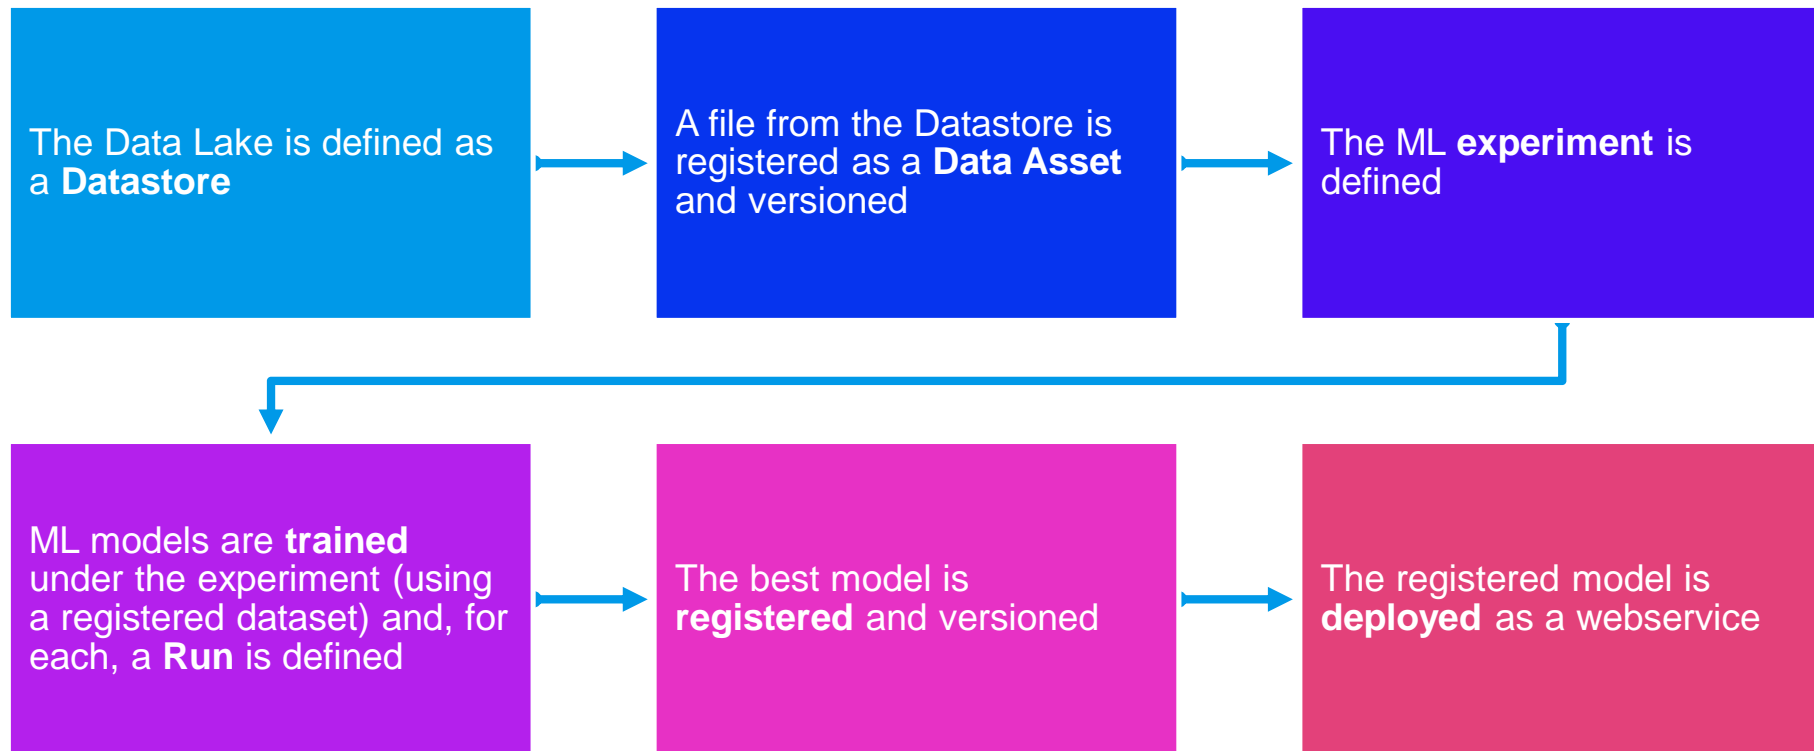 The Data Lake is defined as
a Datastore
A file from the Datastore is
registered as a Data Asset
and versioned
The ML experiment is
defined
ML models are trained
under the experiment (using
a registered dataset) and, for
each, a Run is defined
The best model is
registered and versioned
The registered model is
deployed as a webservice